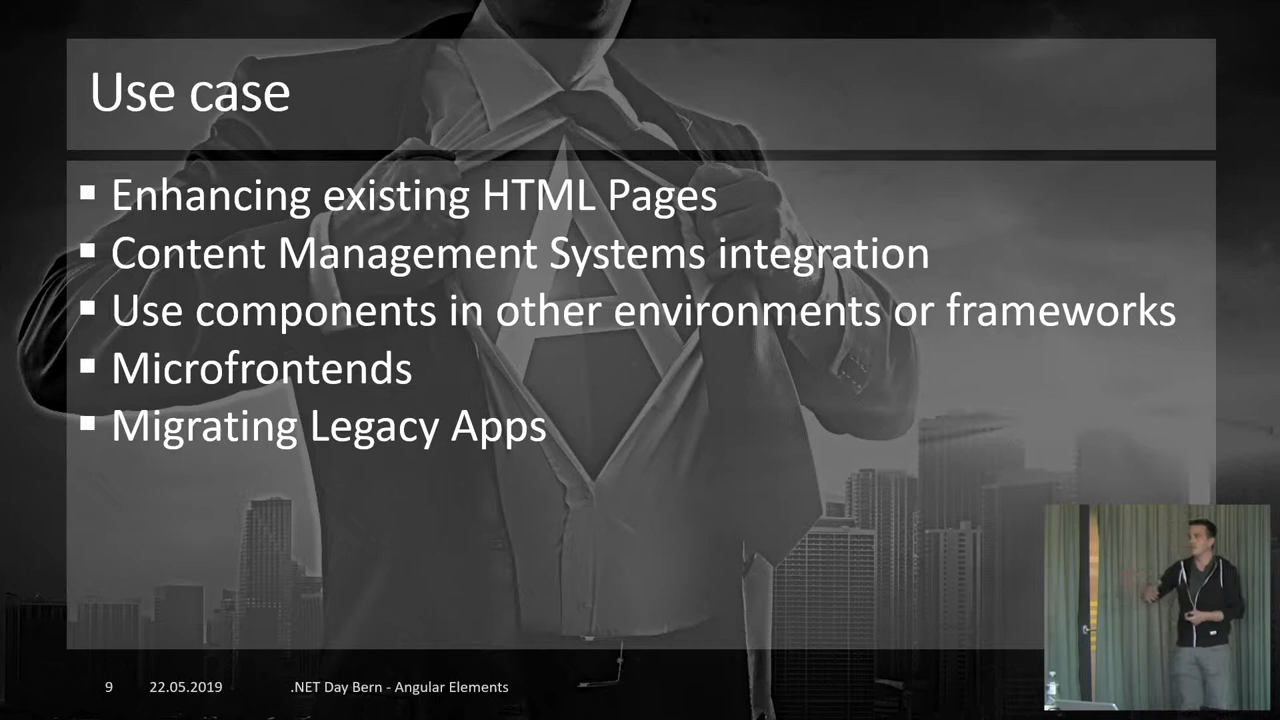 Use case
▪ Enhancing existing HTML Pages
▪ Content Management Systems integration
▪ Use components in other environments or frameworks
▪ Microfrontends
▪ Migrating Legacy Apps
9 22.05.2019 .NET Day Bern - Angular Elements